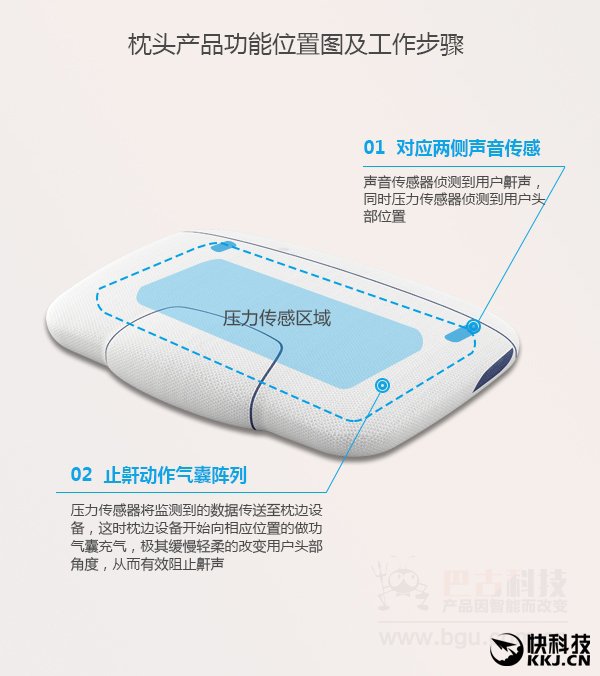 枕头产品功能位置图及工作步骤
01 对应两侧声音传感
声音传感器侦测到用户鼾声，
同时压力传感器侦测到用户头
部位置
压力传感区域
02 止鼾动作气囊阵列
压力传感器将监测到的数据传送至枕边设
备，这时枕边设备开始向相应位置的做功
气囊充气，极其缓慢轻柔的改变用户头部
角度，从而有效阻止鼾声
巴古科技
产品因智能而改变
www.bgu
快科技
KKJ.CN